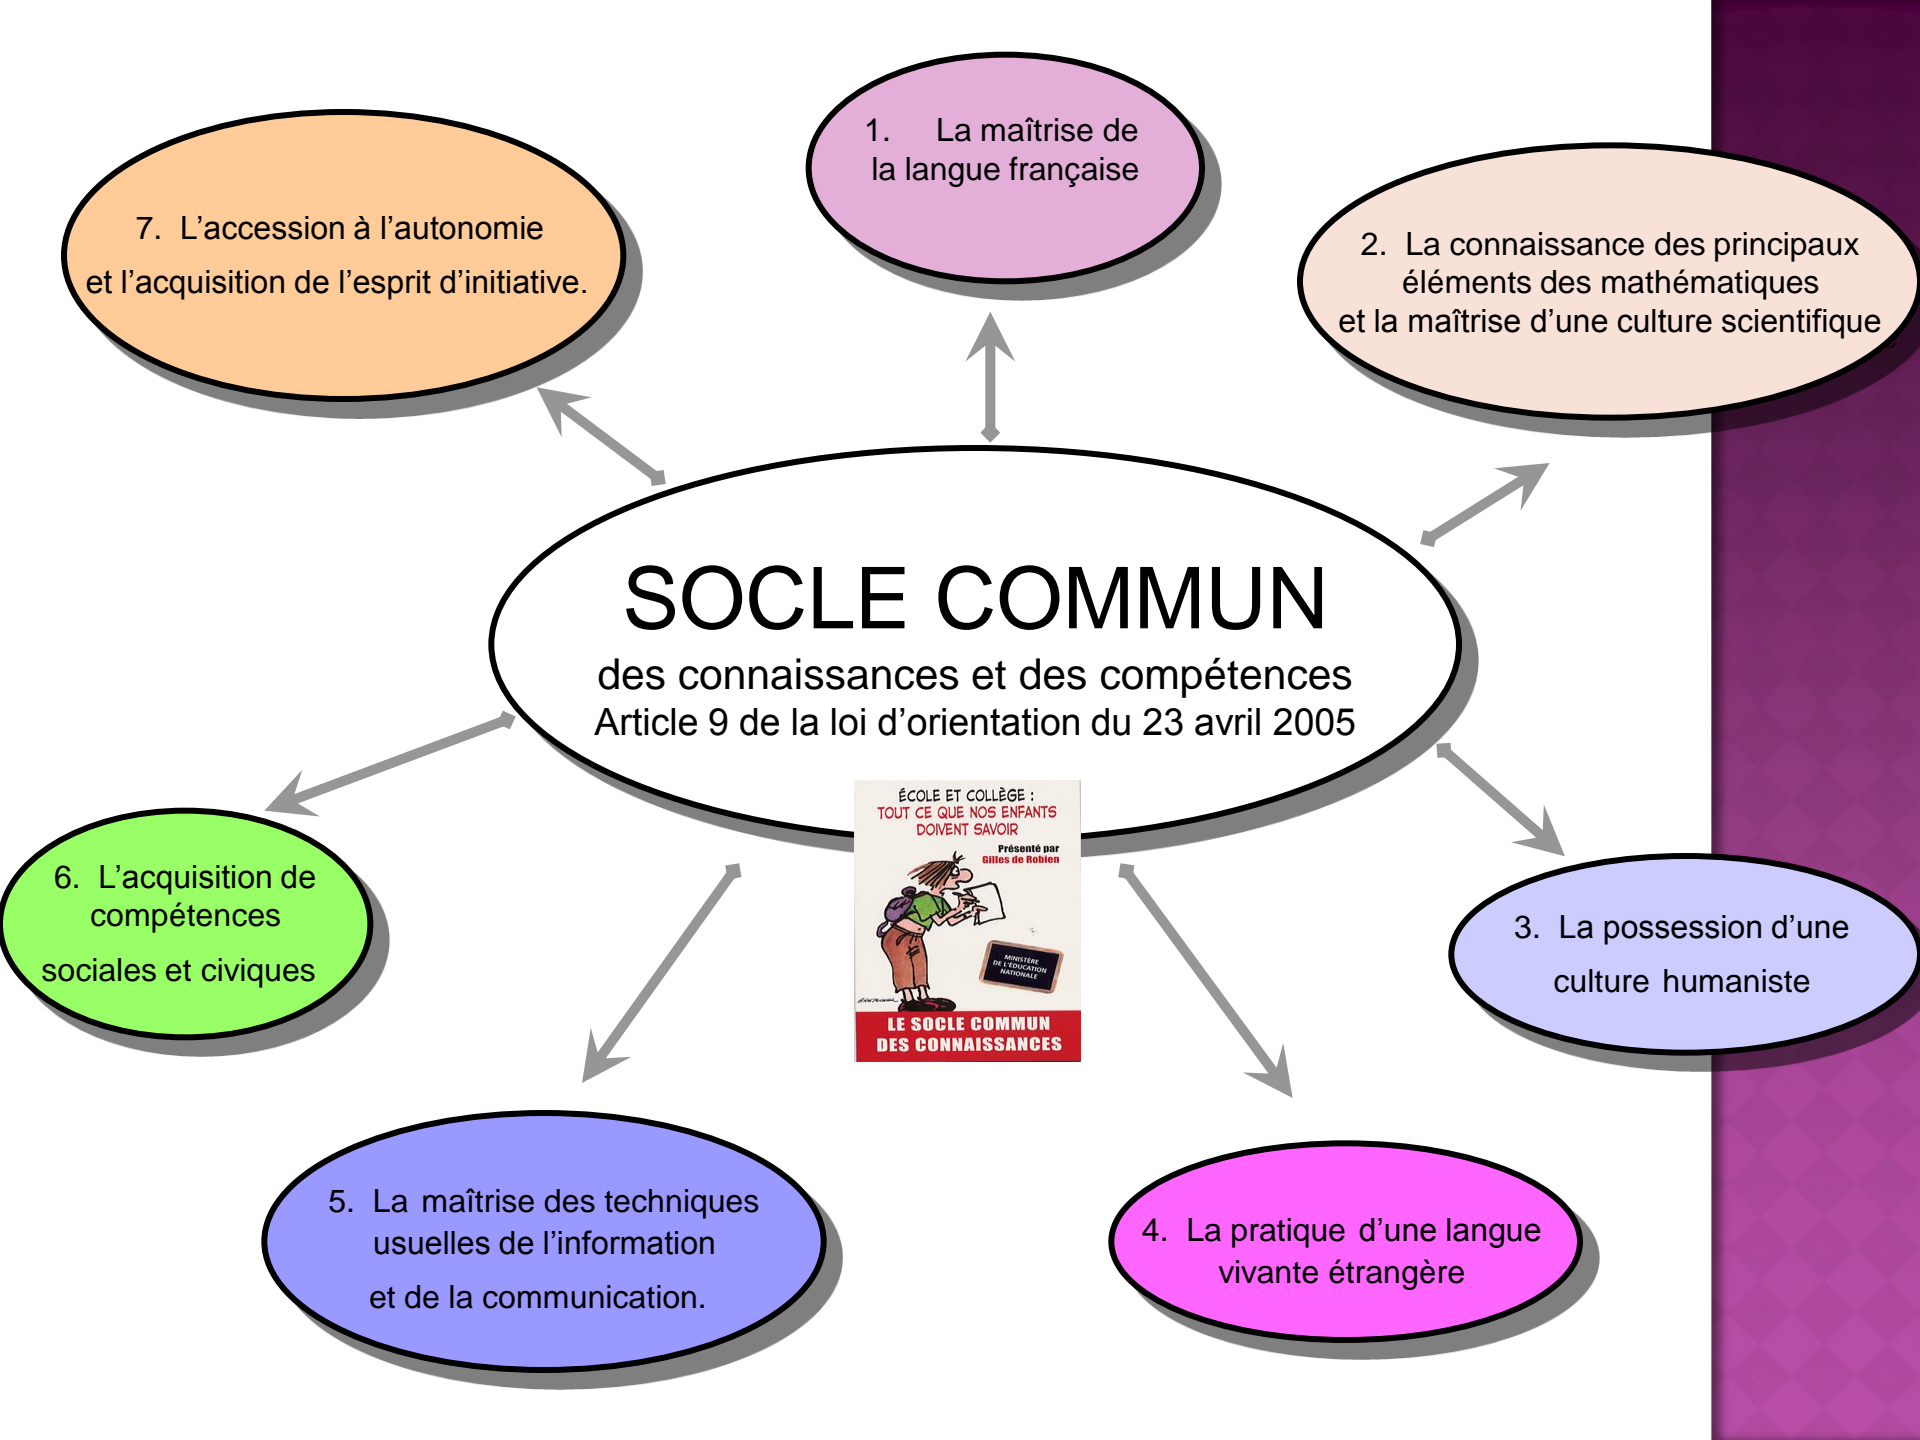 1. La maîtrise de
la langue française
2. La connaissance des principaux
éléments des mathématiques
et la maîtrise d’une culture scientifique
3. La possession d’une
culture humaniste
4. La pratique d’une langue
vivante étrangère
5. La maîtrise des techniques
usuelles de l’information
et de la communication.
6. L’acquisition de
compétences
sociales et civiques
7. L’accession à l’autonomie
et l’acquisition de l’esprit d’initiative.
SOCLE COMMUN
des connaissances et des compétences
Article 9 de la loi d’orientation du 23 avril 2005
ÉCOLE ET COLLÈGE :
TOUT CE QUE NOS ENFANTS
DOIVENT SAVOIR
Présenté par
Gilles de Robien
MINISTÈRE
DE L'ÉDUCATION
NATIONALE
LE SOCLE COMMUN
DES CONNAISSANCES